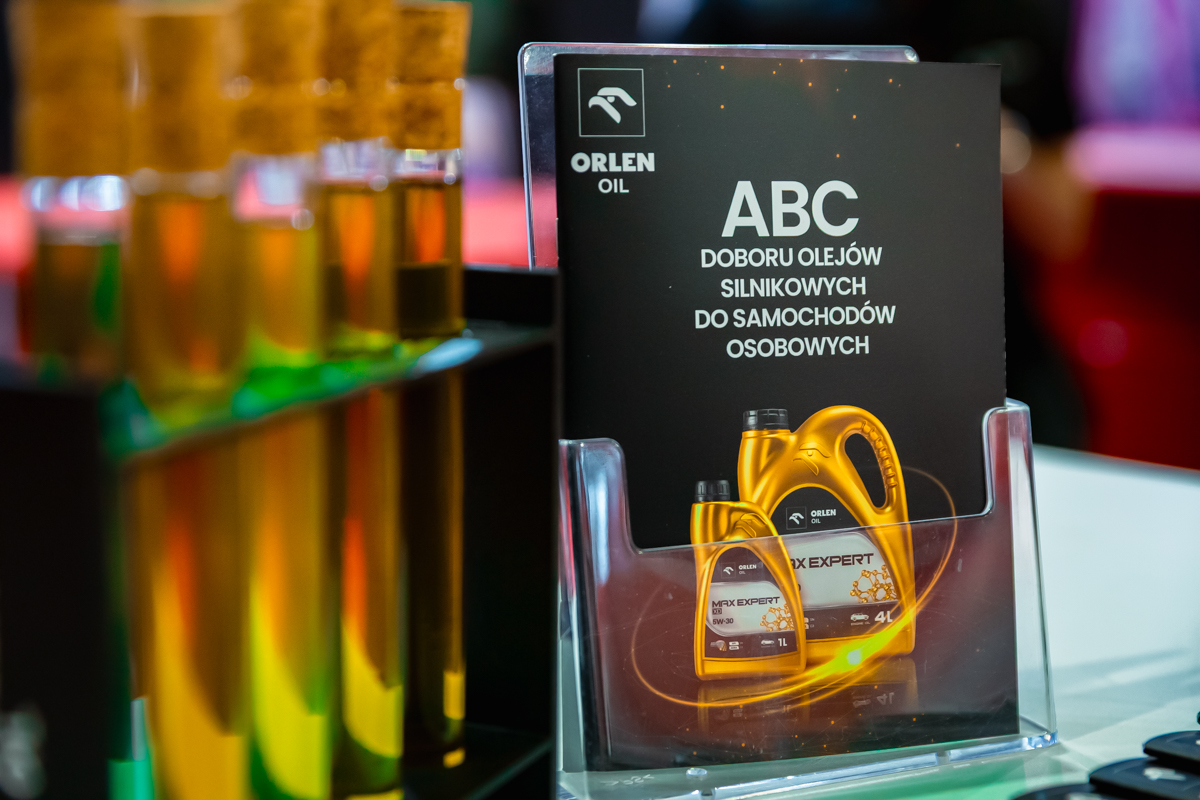 ORLEN
OIL
ABC
DOBORU OLEJÓW
SILNIKOWYCH
DO SAMOCHODÓW
OSOBOWYCH
ORLEN
OIL
AX EXPERT
4L
ORLEN
OIL
MAX EXPERT
XD
5W-30
1L